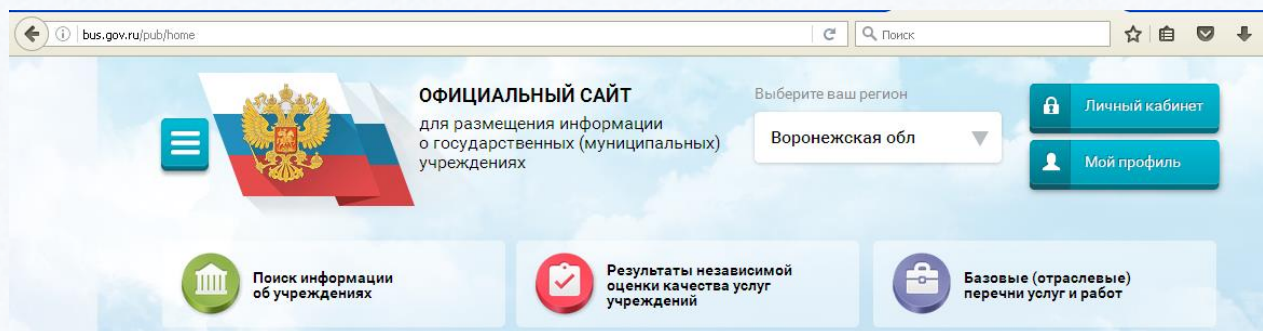 bus.gov.ru/pub/home
Поиск
ОФИЦИАЛЬНЫЙ САЙТ
для размещения информации
о государственных (муниципальных)
учреждениях
Выберите ваш регион
Воронежская обл
Личный кабинет
Мой профиль
Поиск информации
об учреждениях
Результаты независимой
оценки качества услуг
учреждений
Базовые (отраслевые)
перечни услуг и работ